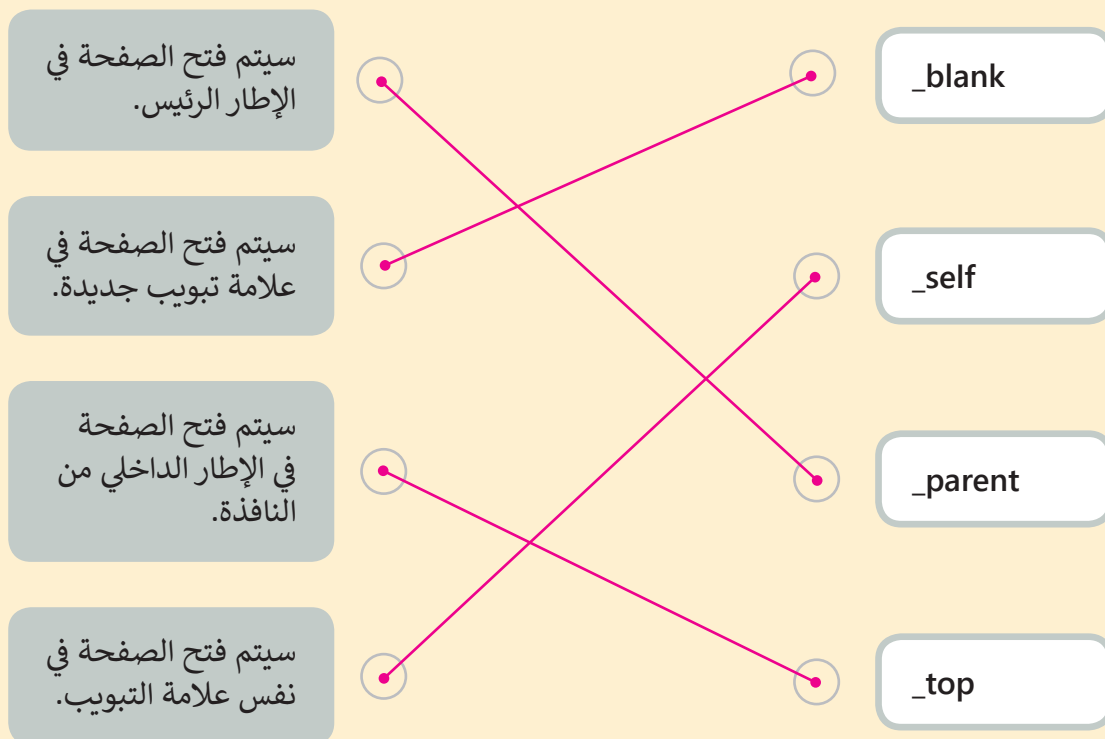 _blank
_self
_parent
_top
سيتم فتح الصفحة في
الإطار الرئيس.
سيتم فتح الصفحة في
علامة تبويب جديدة.
سيتم فتح الصفحة
في الإطار الداخلي من
النافذة.
سيتم فتح الصفحة في
نفس علامة التبويب.